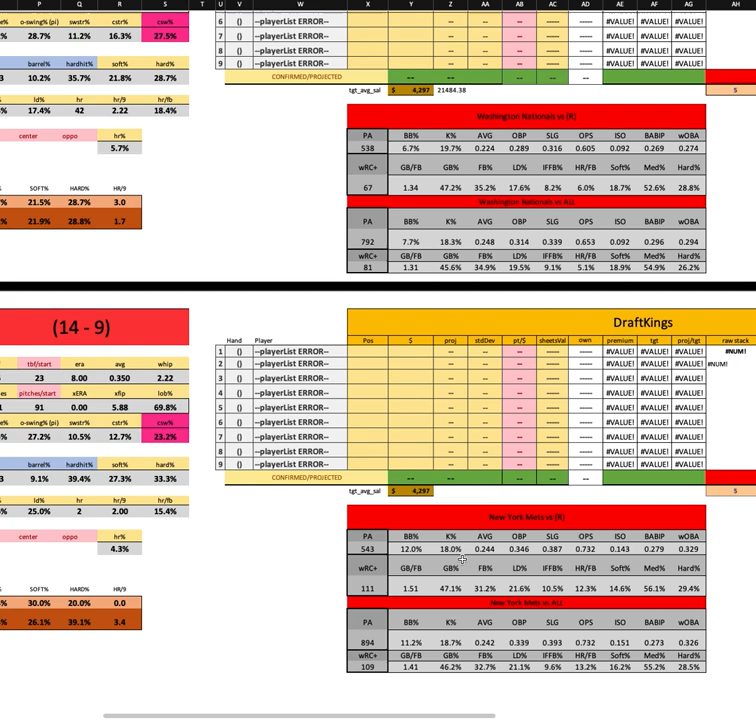 P Q R S T U V W X Y Z AA AB AC AD AE AF AG AH
o-swing% (pi) swstr% cstr% csw%
28.7% 11.2% 16.3% 27.5%
barrel% hardhit% soft% hard%
10.2% 35.7% 21.8% 28.7%
ld% hr hr/9 hr/fb
17.4% 42 2.22 18.4%
center oppo hr%
5.7%
SOFT% HARD% HR/9
21.5% 28.7% 3.0
21.9% 28.8% 1.7
6 () --playerList ERROR-- -- -- -- ----- ----- #VALUE! #VALUE! #VALUE!
7 () --playerList ERROR-- -- -- -- ----- ----- #VALUE! #VALUE! #VALUE!
8 () --playerList ERROR-- -- -- -- ----- ----- #VALUE! #VALUE! #VALUE!
9 () --playerList ERROR-- -- -- -- ----- ----- #VALUE! #VALUE! #VALUE!
CONFIRMED/PROJECTED -- -- -- -- --
tgt_avg_sal $ 4,297 21484.38 5
Washington Nationals vs (R)
PA BB% K% AVG OBP SLG OPS ISO BABIP wOBA
538 6.7% 19.7% 0.224 0.289 0.316 0.605 0.092 0.269 0.274
wRC+ GB/FB GB% FB% LD% IFFB% HR/FB Soft% Med% Hard%
67 1.34 47.2% 35.2% 17.6% 8.2% 6.0% 18.7% 52.6% 28.8%
Washington Nationals vs ALL
PA BB% K% AVG OBP SLG OPS ISO BABIP wOBA
792 7.7% 18.3% 0.248 0.314 0.339 0.653 0.092 0.296 0.294
wRC+ GB/FB GB% FB% LD% IFFB% HR/FB Soft% Med% Hard%
81 1.31 45.6% 34.9% 19.5% 9.1% 5.1% 18.9% 54.9% 26.2%
(14 - 9)
tbf/start era avg whip
23 8.00 0.350 2.22
pitches/start xERA xfip lob%
91 0.00 5.88 69.8%
o-swing% (pi) swstr% cstr% csw%
27.2% 10.5% 12.7% 23.2%
barrel% hardhit% soft% hard%
9.1% 39.4% 27.3% 33.3%
ld% hr hr/9 hr/fb
25.0% 2 2.00 15.4%
center oppo hr%
4.3%
SOFT% HARD% HR/9
30.0% 20.0% 0.0
26.1% 39.1% 3.4
DraftKings
Hand Player Pos $ proj stdDev pt/$ sheetsVal own premium tgt proj/tgt raw stack
1 () --playerList ERROR-- -- -- -- ----- ----- #VALUE! #VALUE! #VALUE! #NUM!
2 () --playerList ERROR-- -- -- -- ----- ----- #VALUE! #VALUE! #VALUE! #NUM!
3 () --playerList ERROR-- -- -- -- ----- ----- #VALUE! #VALUE! #VALUE!
4 () --playerList ERROR-- -- -- -- ----- ----- #VALUE! #VALUE! #VALUE!
5 () --playerList ERROR-- -- -- -- ----- ----- #VALUE! #VALUE! #VALUE!
6 () --playerList ERROR-- -- -- -- ----- ----- #VALUE! #VALUE! #VALUE!
7 () --playerList ERROR-- -- -- -- ----- ----- #VALUE! #VALUE! #VALUE!
8 () --playerList ERROR-- -- -- -- ----- ----- #VALUE! #VALUE! #VALUE!
9 () --playerList ERROR-- -- -- -- ----- ----- #VALUE! #VALUE! #VALUE!
CONFIRMED/PROJECTED -- -- -- -- --
tgt_avg_sal $ 4,297 5
New York Mets vs (R)
PA BB% K% AVG OBP SLG OPS ISO BABIP wOBA
543 12.0% 18.0% 0.244 0.346 0.387 0.732 0.143 0.279 0.329
wRC+ GB/FB GB% FB% LD% IFFB% HR/FB Soft% Med% Hard%
111 1.51 47.1% 31.2% 21.6% 10.5% 12.3% 14.6% 56.1% 29.4%
New York Mets vs ALL
PA BB% K% AVG OBP SLG OPS ISO BABIP wOBA
894 11.2% 18.7% 0.242 0.339 0.393 0.732 0.151 0.273 0.326
wRC+ GB/FB GB% FB% LD% IFFB% HR/FB Soft% Med% Hard%
109 1.41 46.2% 32.7% 21.1% 9.6% 13.2% 16.2% 55.2% 28.5%